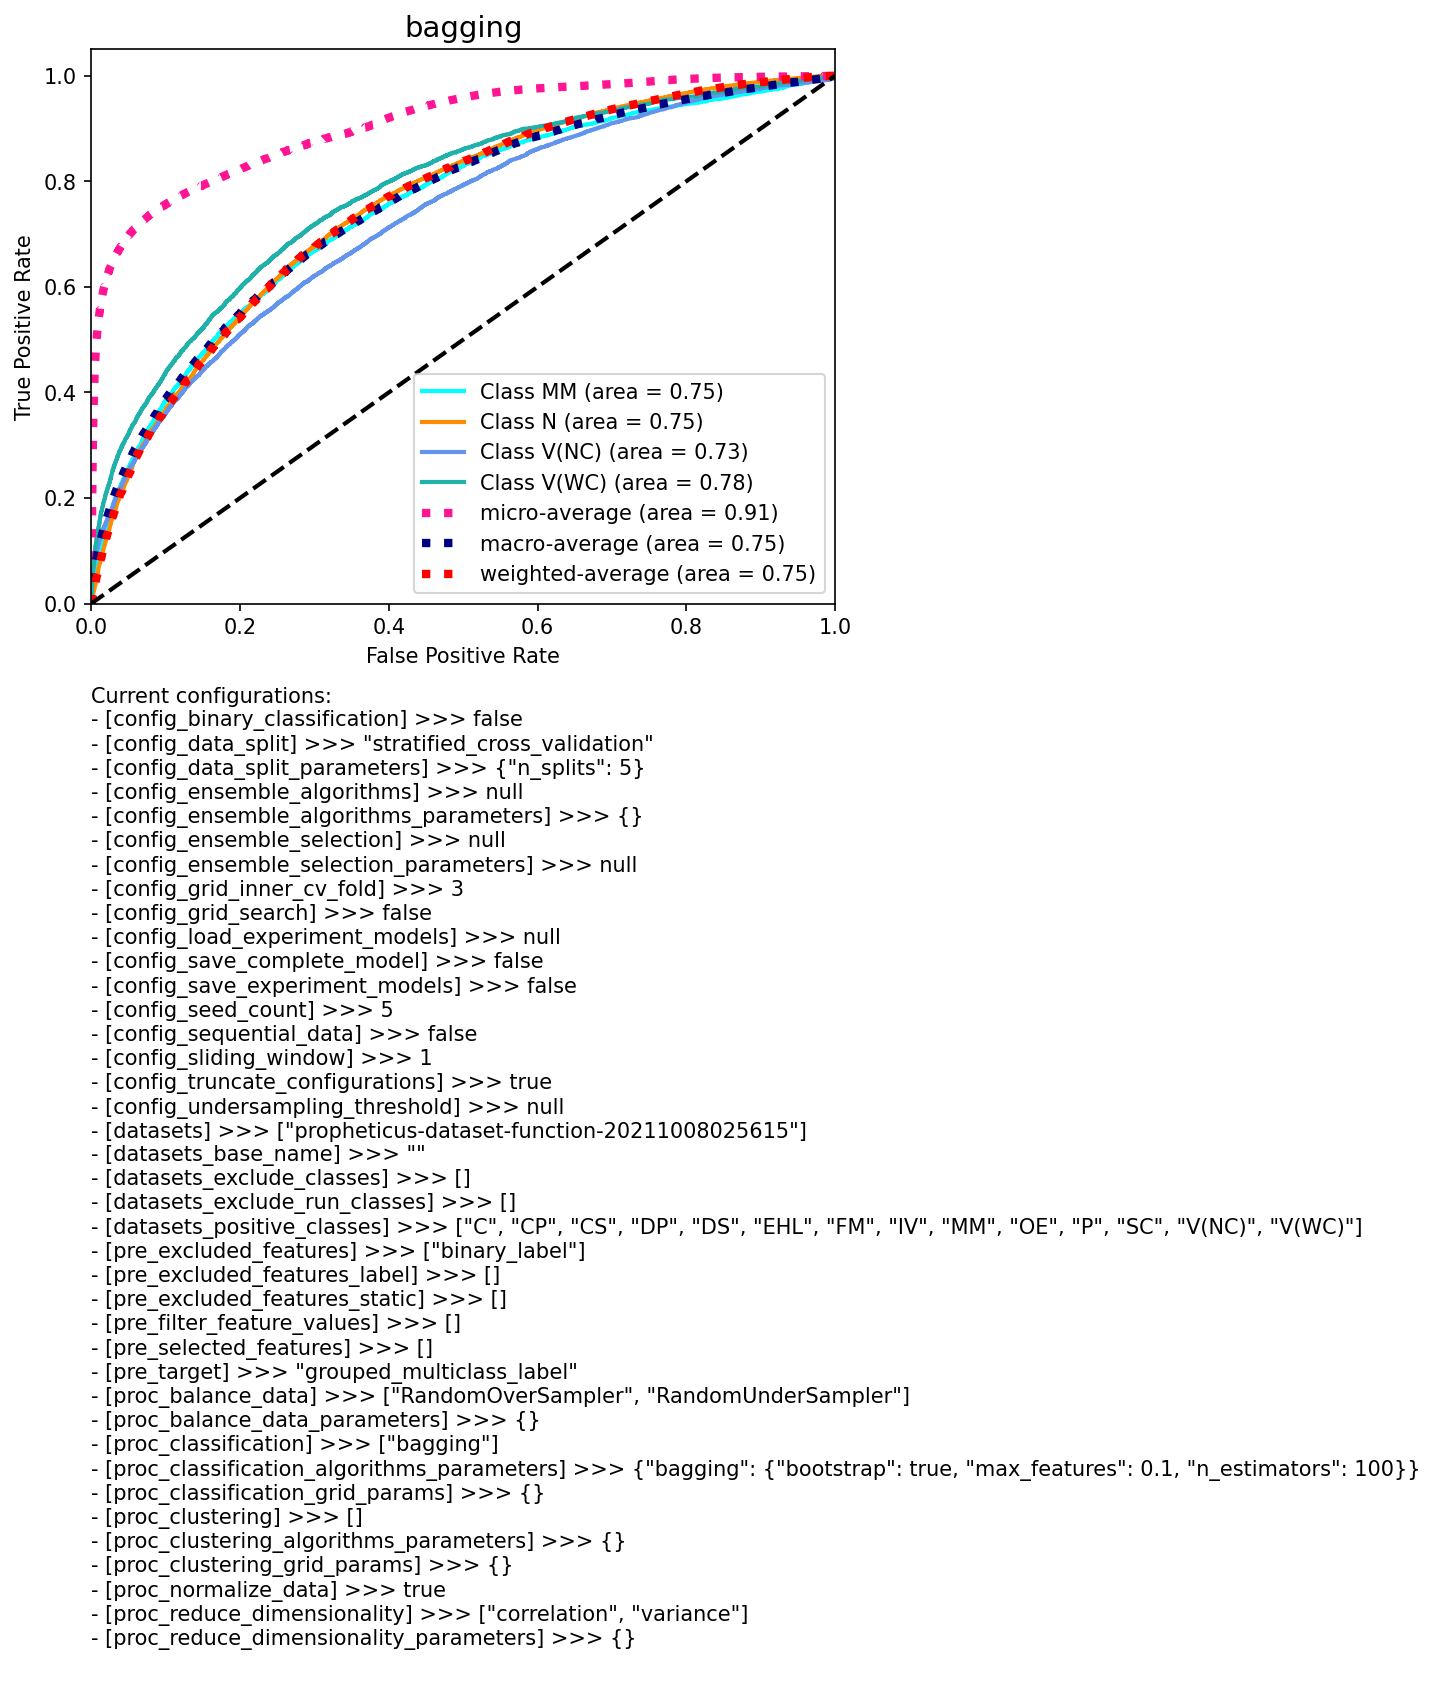 bagging
1.0
0.8
0.6
0.4
0.2
0.0
True Positive Rate
Class MM (area = 0.75)
Class N (area = 0.75)
Class V(NC) (area = 0.73)
Class V(WC) (area = 0.78)
micro-average (area = 0.91)
macro-average (area = 0.75)
weighted-average (area = 0.75)
0.0 0.2 0.4 0.6 0.8 1.0
False Positive Rate
Current configurations:
- [config_binary_classification] >>> false
- [config_data_split] >>> "stratified_cross_validation"
- [config_data_split_parameters] >>> {"n_splits": 5}
- [config_ensemble_algorithms] >>> null
- [config_ensemble_algorithms_parameters] >>> {}
- [config_ensemble_selection] >>> null
- [config_ensemble_selection_parameters] >>> null
- [config_grid_inner_cv_fold] >>> 3
- [config_grid_search] >>> false
- [config_load_experiment_models] >>> null
- [config_save_complete_model] >>> false
- [config_save_experiment_models] >>> false
- [config_seed_count] >>> 5
- [config_sequential_data] >>> false
- [config_sliding_window] >>> 1
- [config_truncate_configurations] >>> true
- [config_undersampling_threshold] >>> null
- [datasets] >>> ["propheticus-dataset-function-20211008025615"]
- [datasets_base_name] >>> ""
- [datasets_exclude_classes] >>> []
- [datasets_exclude_run_classes] >>> []
- [datasets_positive_classes] >>> ["C", "CP", "CS", "DP", "DS", "EHL", "FM", "IV", "MM", "OE", "P", "SC", "V(NC)", "V(WC)"]
- [pre_excluded_features] >>> ["binary_label"]
- [pre_excluded_features_label] >>> []
- [pre_excluded_features_static] >>> []
- [pre_filter_feature_values] >>> []
- [pre_selected_features] >>> []
- [pre_target] >>> "grouped_multiclass_label"
- [proc_balance_data] >>> ["RandomOverSampler", "RandomUnderSampler"]
- [proc_balance_data_parameters] >>> {}
- [proc_classification] >>> ["bagging"]
- [proc_classification_algorithms_parameters] >>> {"bagging": {"bootstrap": true, "max_features": 0.1, "n_estimators": 100}}
- [proc_classification_grid_params] >>> {}
- [proc_clustering] >>> []
- [proc_clustering_algorithms_parameters] >>> {}
- [proc_clustering_grid_params] >>> {}
- [proc_normalize_data] >>> true
- [proc_reduce_dimensionality] >>> ["correlation", "variance"]
- [proc_reduce_dimensionality_parameters] >>> {}